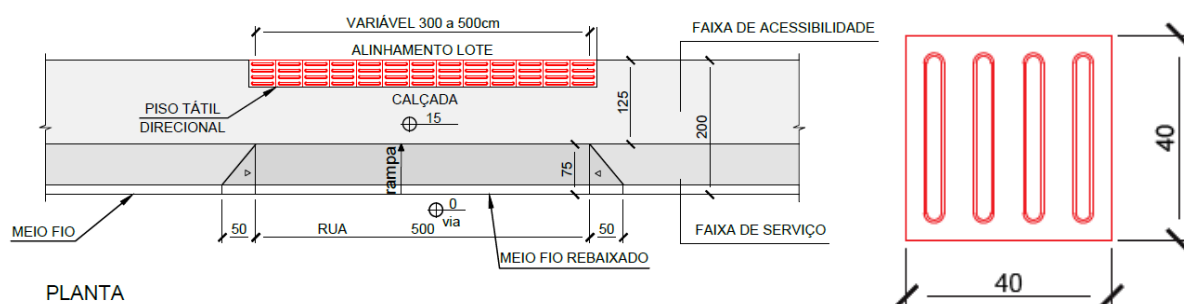 VARIÁVEL 300 a 500cm
FAIXA DE ACESSIBILIDADE
ALINHAMENTO LOTE
PISO TÁTIL
DIRECIONAL
CALÇADA
15
125
200
rampa
75
40
MEIO FIO
0
via
50
RUA
500
50
FAIXA DE SERVIÇO
MEIO FIO REBAIXADO
40
PLANTA